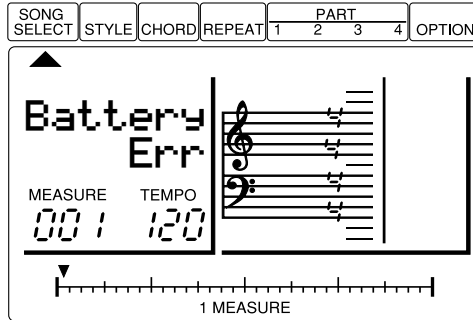 SONG SELECT STYLE CHORD REPEAT PART 1 2 3 4 OPTION
Battery
Err
MEASURE TEMPO
001 120
1 MEASURE